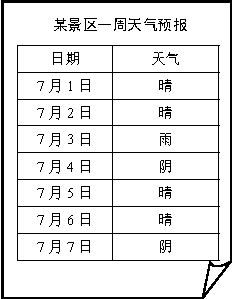 某景区一周天气预报
日期 天气
7月1日 晴
7月2日 晴
7月3日 雨
7月4日 阴
7月5日 晴
7月6日 晴
7月7日 阴